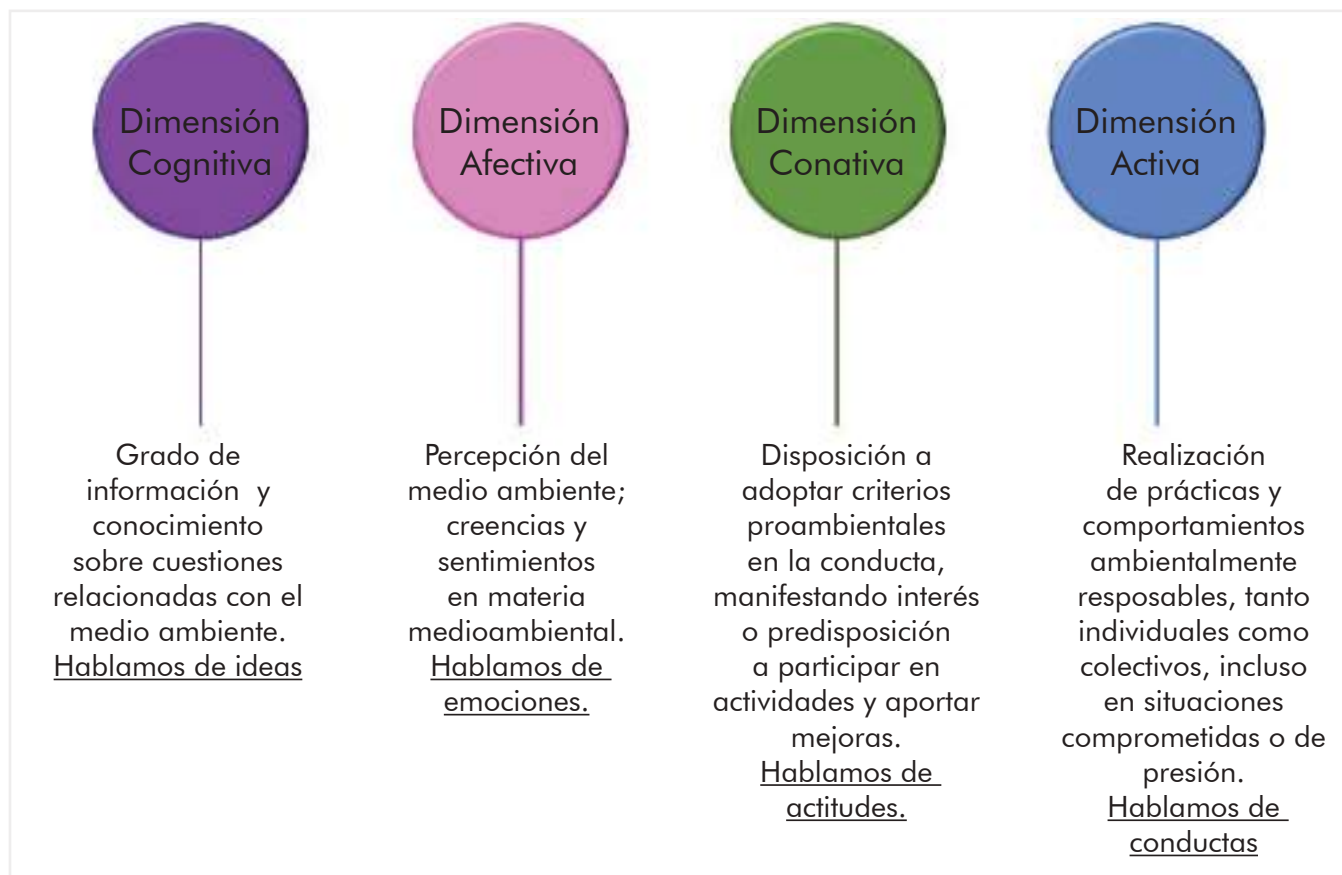 Dimensión
Cognitiva
Grado de
información y
conocimiento
sobre cuestiones
relacionadas con el
medio ambiente.
Hablamos de ideas
Dimensión
Afectiva
Percepción del
medio ambiente;
creencias y
sentimientos
en materia
medioambiental.
Hablamos de
emociones.
Dimensión
Conativa
Disposición a
adoptar criterios
proambientales
en la conducta,
manifestando interés
o predisposición
a participar en
actividades y aportar
mejoras.
Hablamos de
actitudes.
Dimensión
Activa
Realización
de prácticas y
comportamientos
ambientalmente
resposables, tanto
individuales como
colectivos, incluso
en situaciones
comprometidas o de
presión.
Hablamos de
conductas